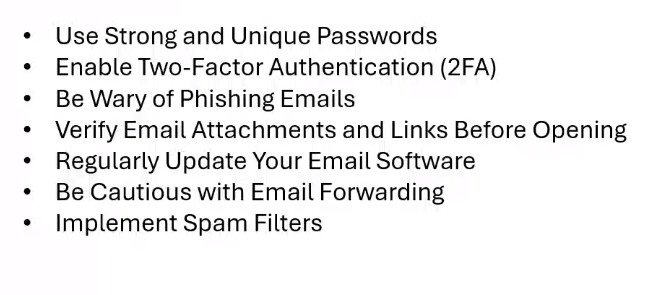 • Use Strong and Unique Passwords
• Enable Two-Factor Authentication (2FA)
• Be Wary of Phishing Emails
• Verify Email Attachments and Links Before Opening
• Regularly Update Your Email Software
• Be Cautious with Email Forwarding
• Implement Spam Filters